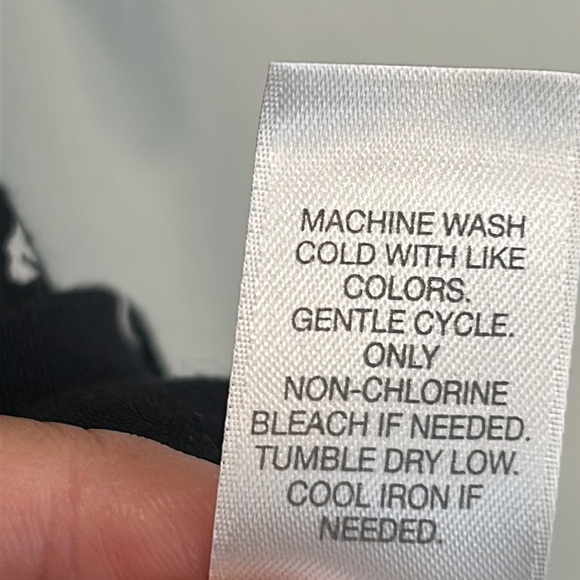 MACHINE WASH
COLD WITH LIKE
COLORS.
GENTLE CYCLE.
ONLY
NON-CHLORINE
BLEACH IF NEEDED.
TUMBLE DRY LOW.
COOL IRON IF
NEEDED.